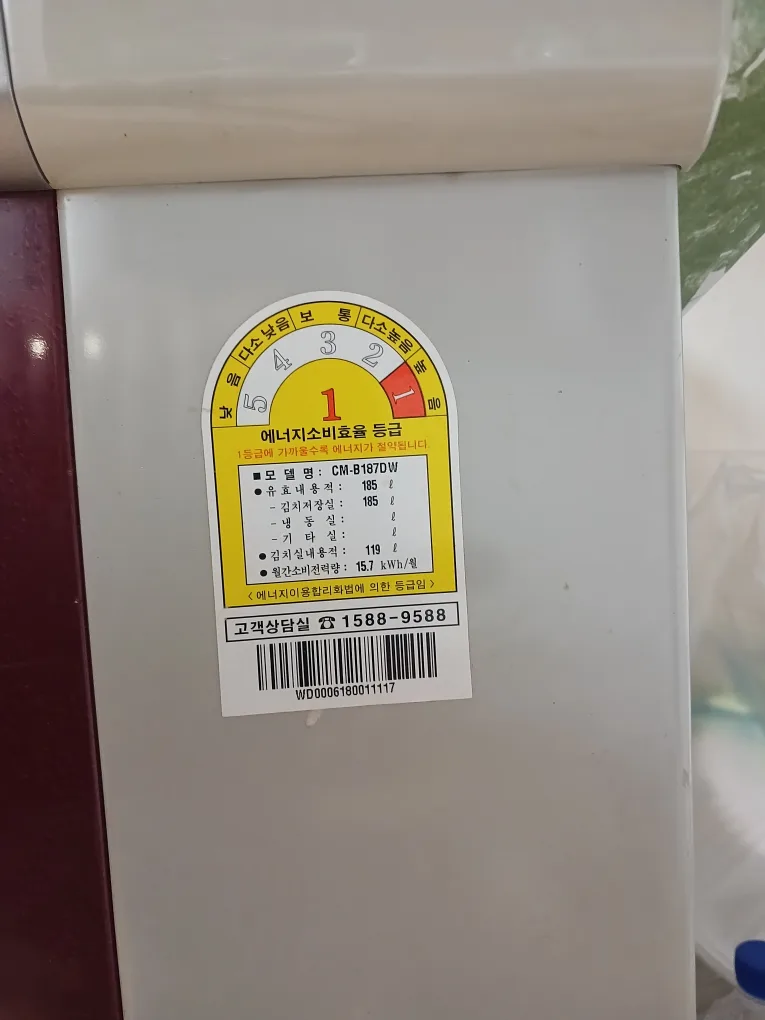 낮 음 다소낮음 보 통 다소높음 높 음
5 4 3 2 1
1
에너지소비효율 등급
1등급에 가까울수록 에너지가 절약됩니다.
■ 모 델 명 : CM-B187DW
● 유효내용적 : 185 ℓ
- 김치저장실 : 185 ℓ
- 냉 동 실 : ℓ
- 기 타 실 : ℓ
● 김치실내용적 : 119 ℓ
● 월간소비전력량 : 15.7 kWh/월
< 에너지이용합리화법에 의한 등급임 >
고객상담실 ☎ 1588-9588
WD0006180011117